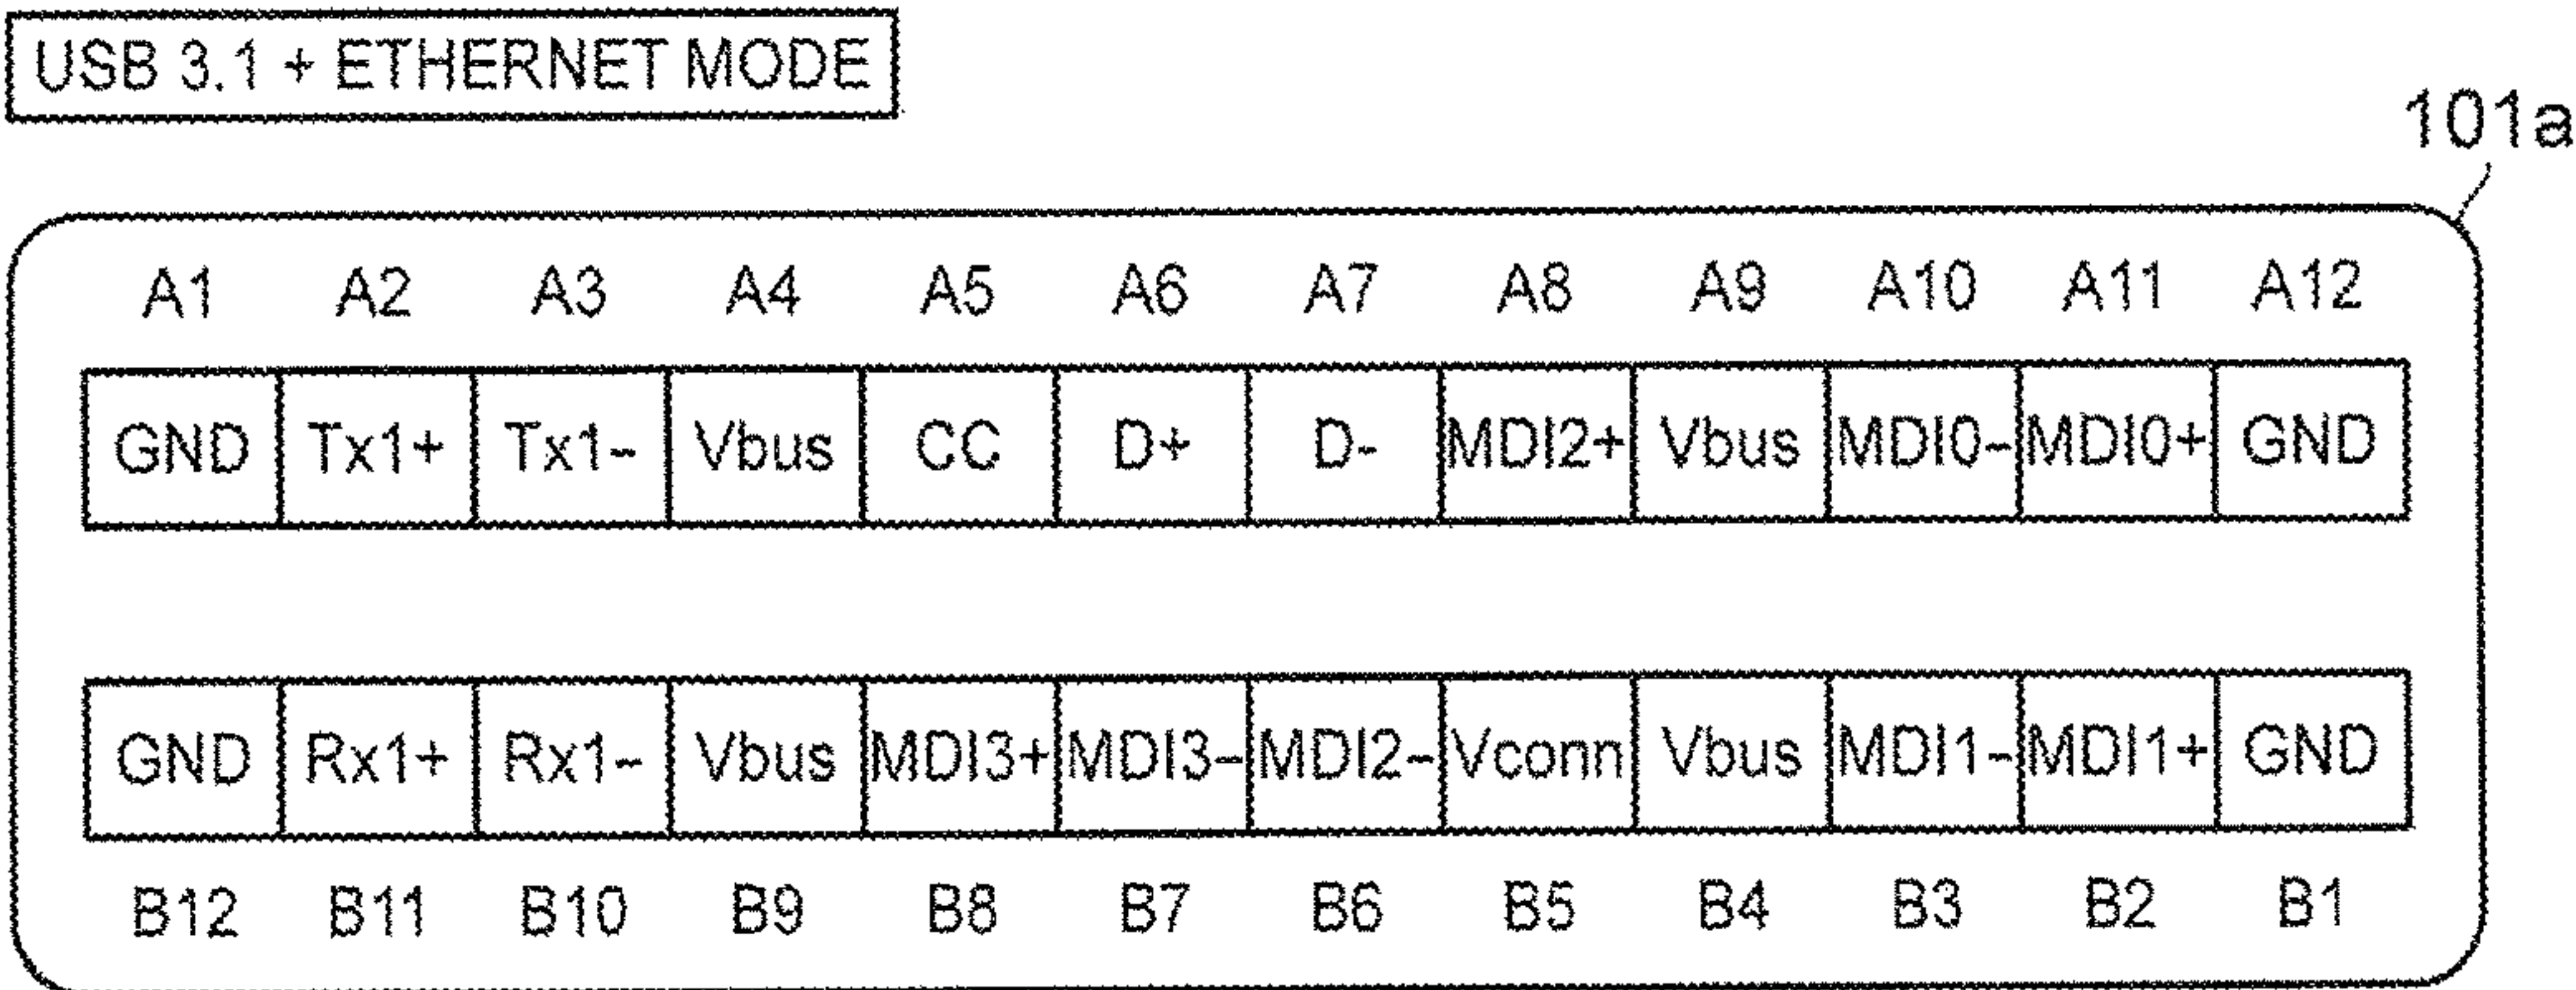 USB 3.1 + ETHERNET MODE
101a
A1 A2 A3 A4 A5 A6 A7 A8 A9 A10 A11 A12
GND Tx1+ Tx1- Vbus CC D+ D- MDI2+ Vbus MDI0- MDI0+ GND
GND Rx1+ Rx1- Vbus MDI3+ MDI3- MDI2- Vconn Vbus MDI1- MDI1+ GND
B12 B11 B10 B9 B8 B7 B6 B5 B4 B3 B2 B1